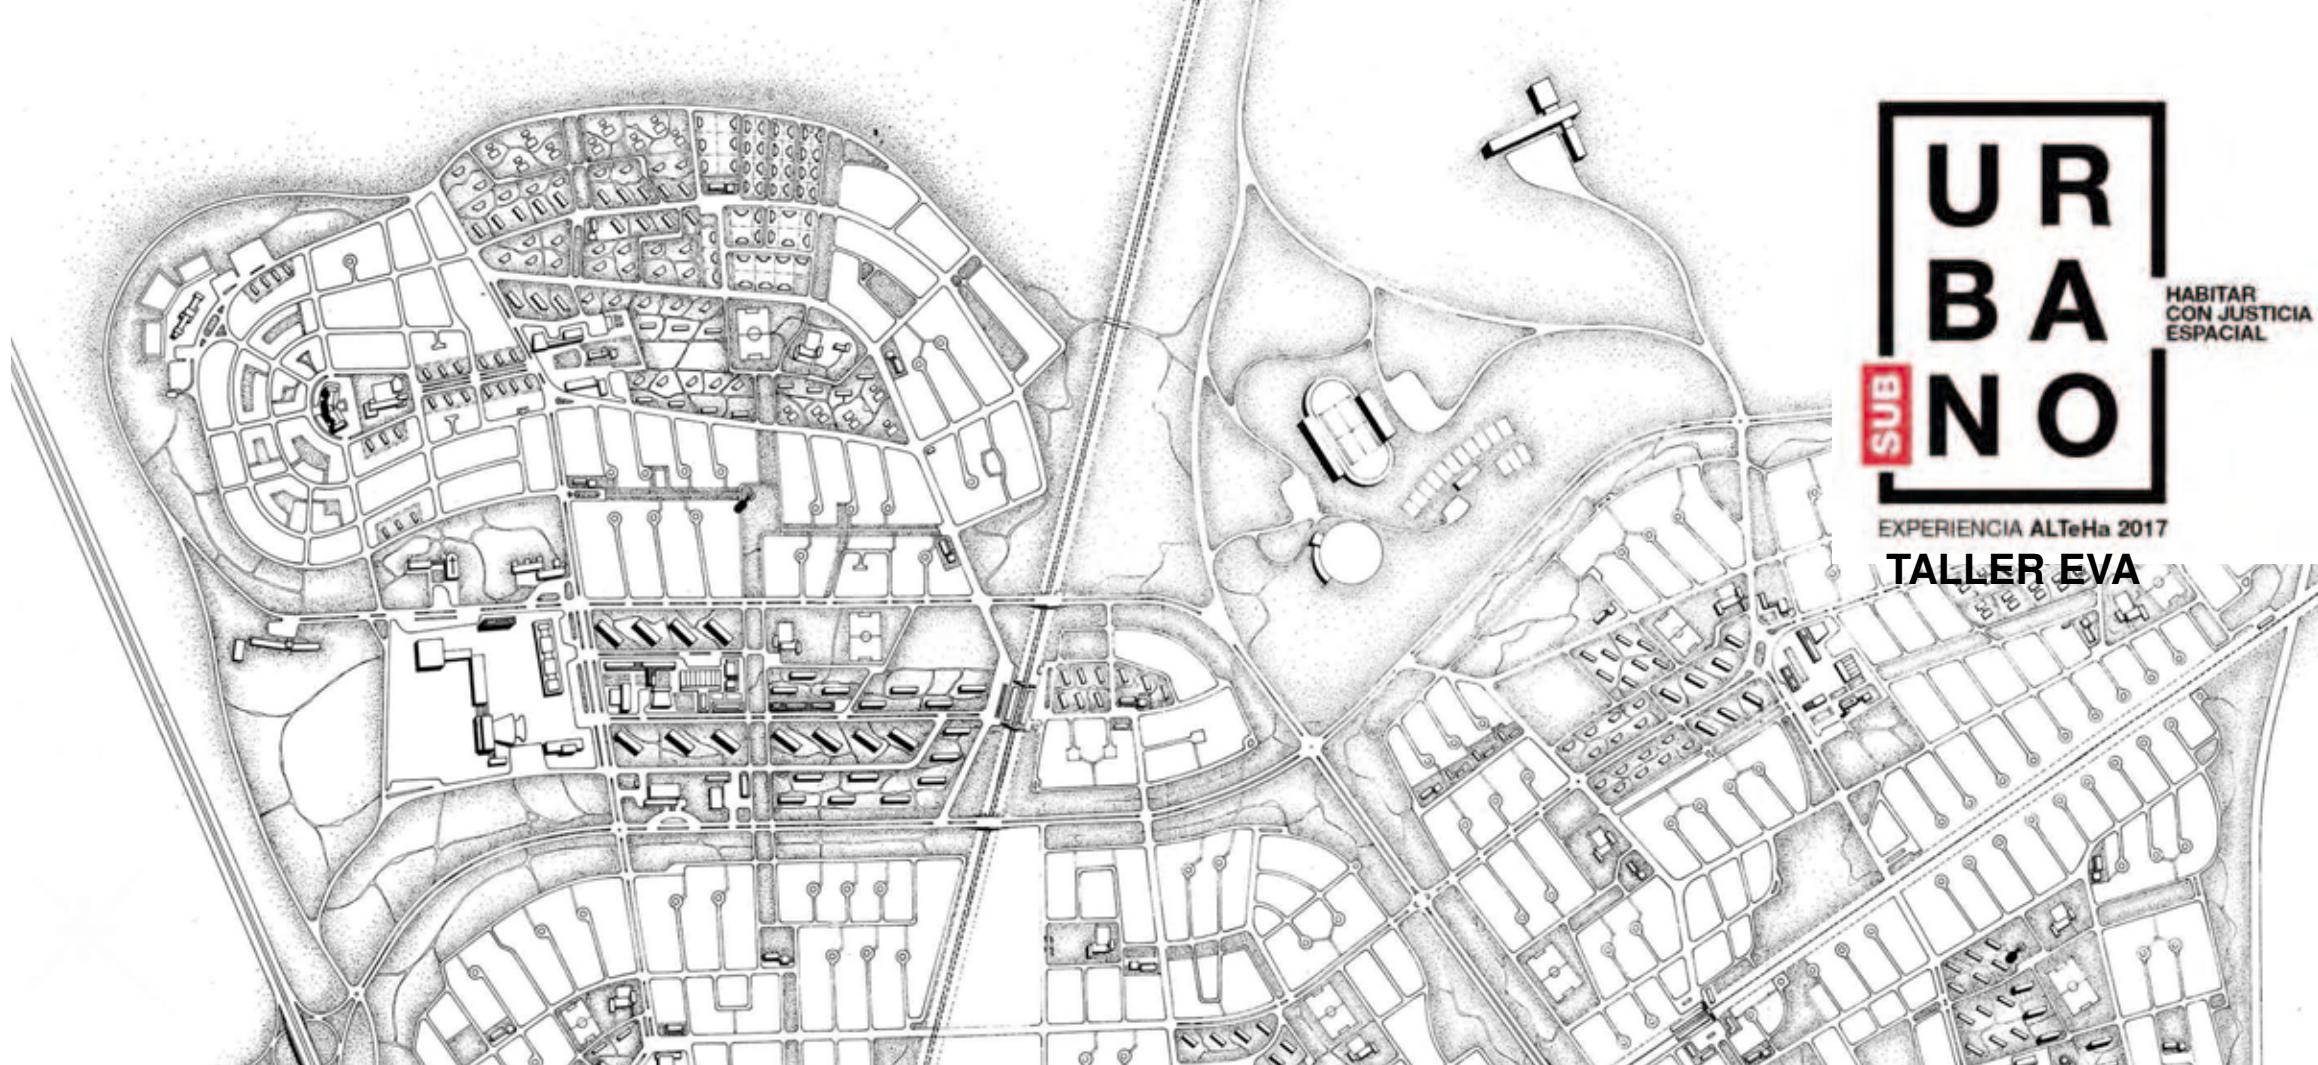 U R
B A
SUB
N O
HABITAR
CON JUSTICIA
ESPACIAL
EXPERIENCIA ALTeHa 2017
TALLER EVA